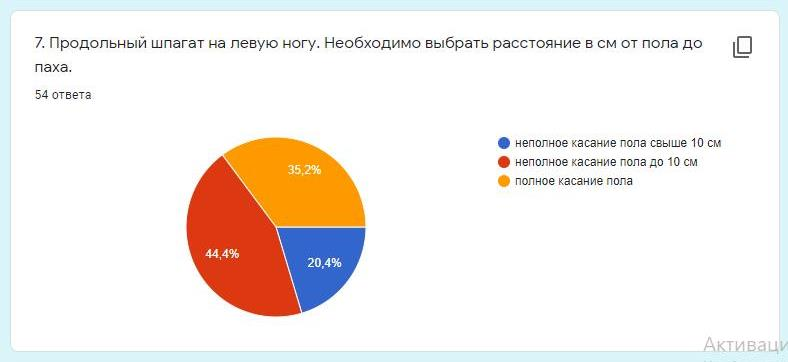 7. Продольный шпагат на левую ногу. Необходимо выбрать расстояние в см от пола до
паха.
54 ответа
неполное касание пола свыше 10 см
неполное касание пола до 10 см
полное касание пола
35,2%
44,4%
20,4%
Активаци